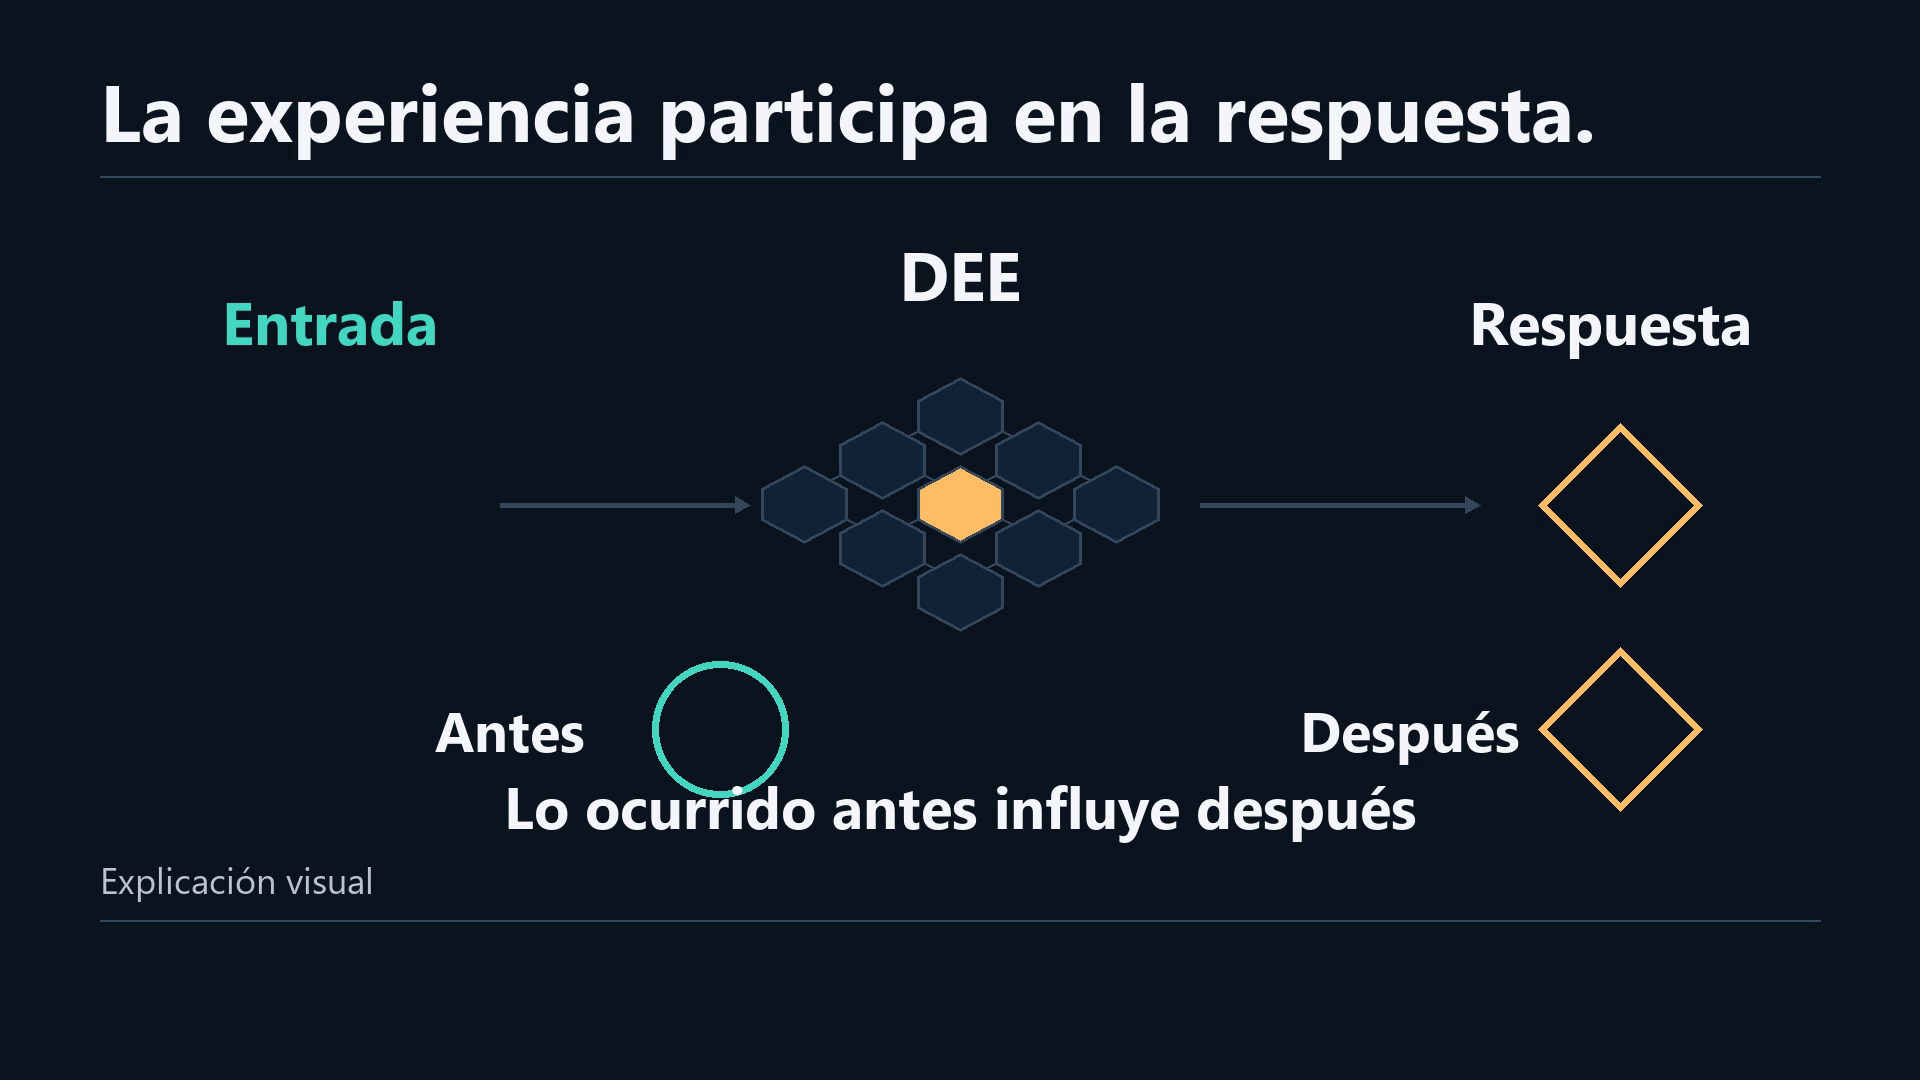 La experiencia participa en la respuesta.
DEE
Entrada
Respuesta
Antes
Después
Lo ocurrido antes influye después
Explicación visual